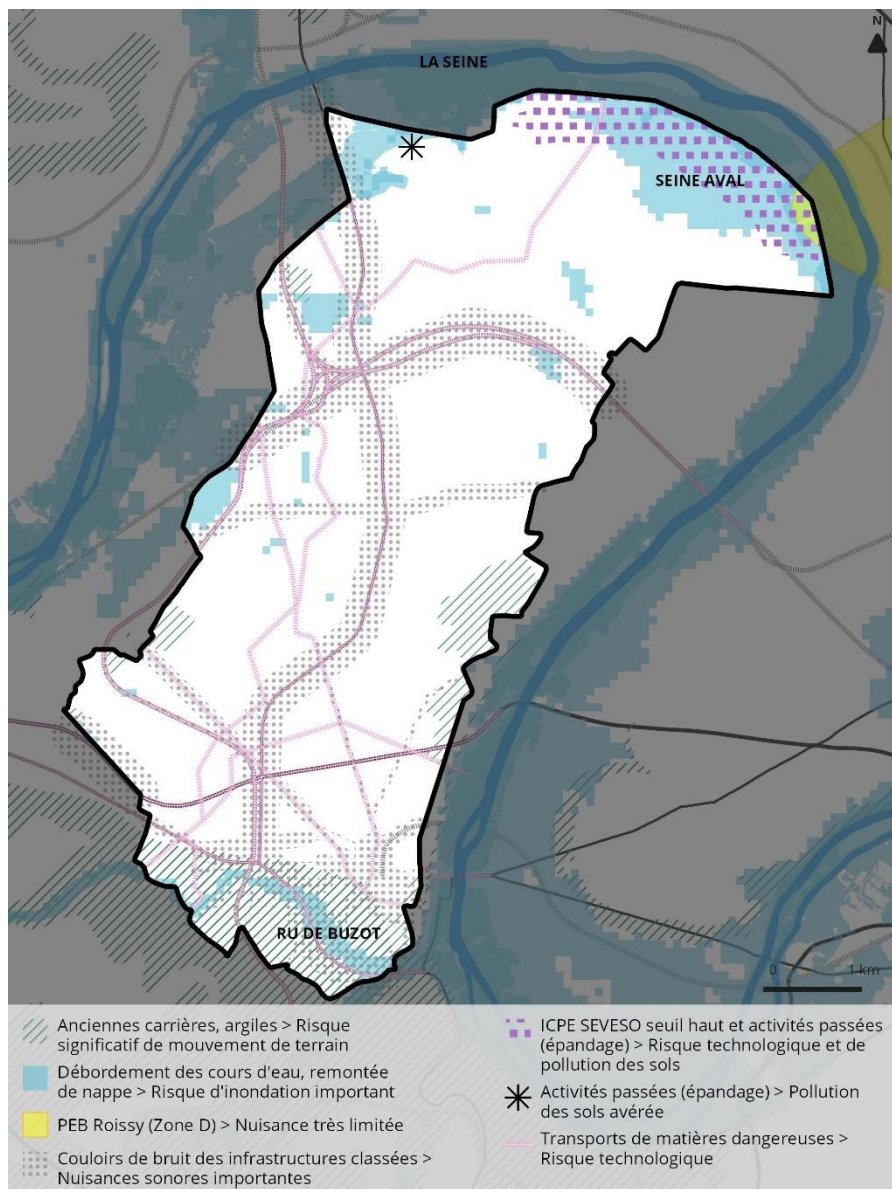 N
LA SEINE
SEINE AVAL
RU DE BUZOT
0 1 km
Anciennes carrières, argiles > Risque
significatif de mouvement de terrain
Débordement des cours d'eau, remontée
de nappe > Risque d'inondation important
PEB Roissy (Zone D) > Nuisance très limitée
Couloirs de bruit des infrastructures classées >
Nuisances sonores importantes
ICPE SEVESO seuil haut et activités passées
(épandage) > Risque technologique et de
pollution des sols
Activités passées (épandage) > Pollution
des sols avérée
Transports de matières dangereuses >
Risque technologique